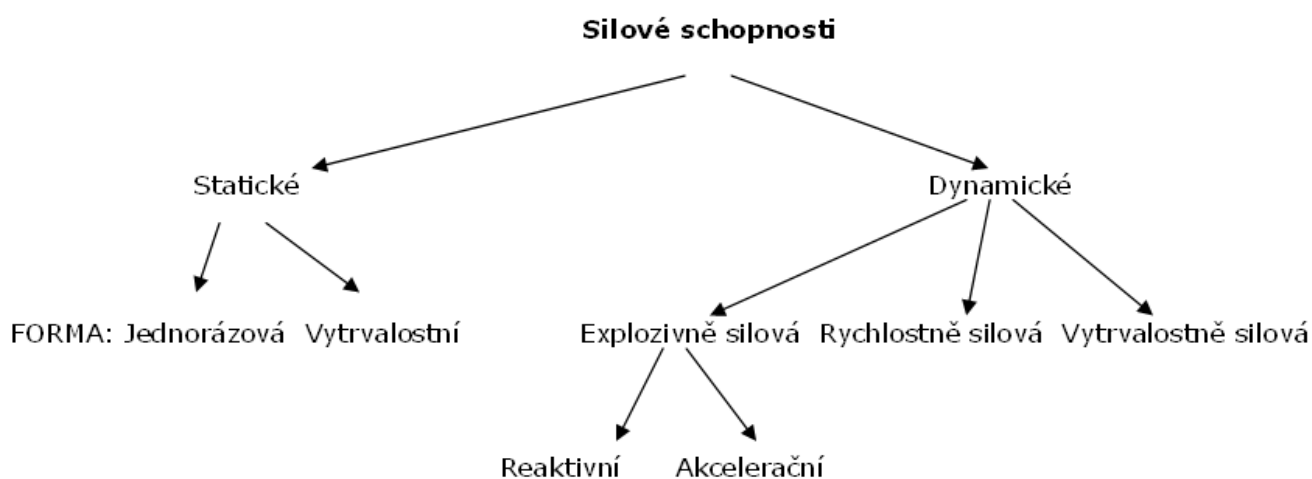 Silové schopnosti
Statické Dynamické
FORMA: Jednorázová Vytrvalostní Explozivně silová Rychlostně silová Vytrvalostně silová
Reaktivní Akcelerační